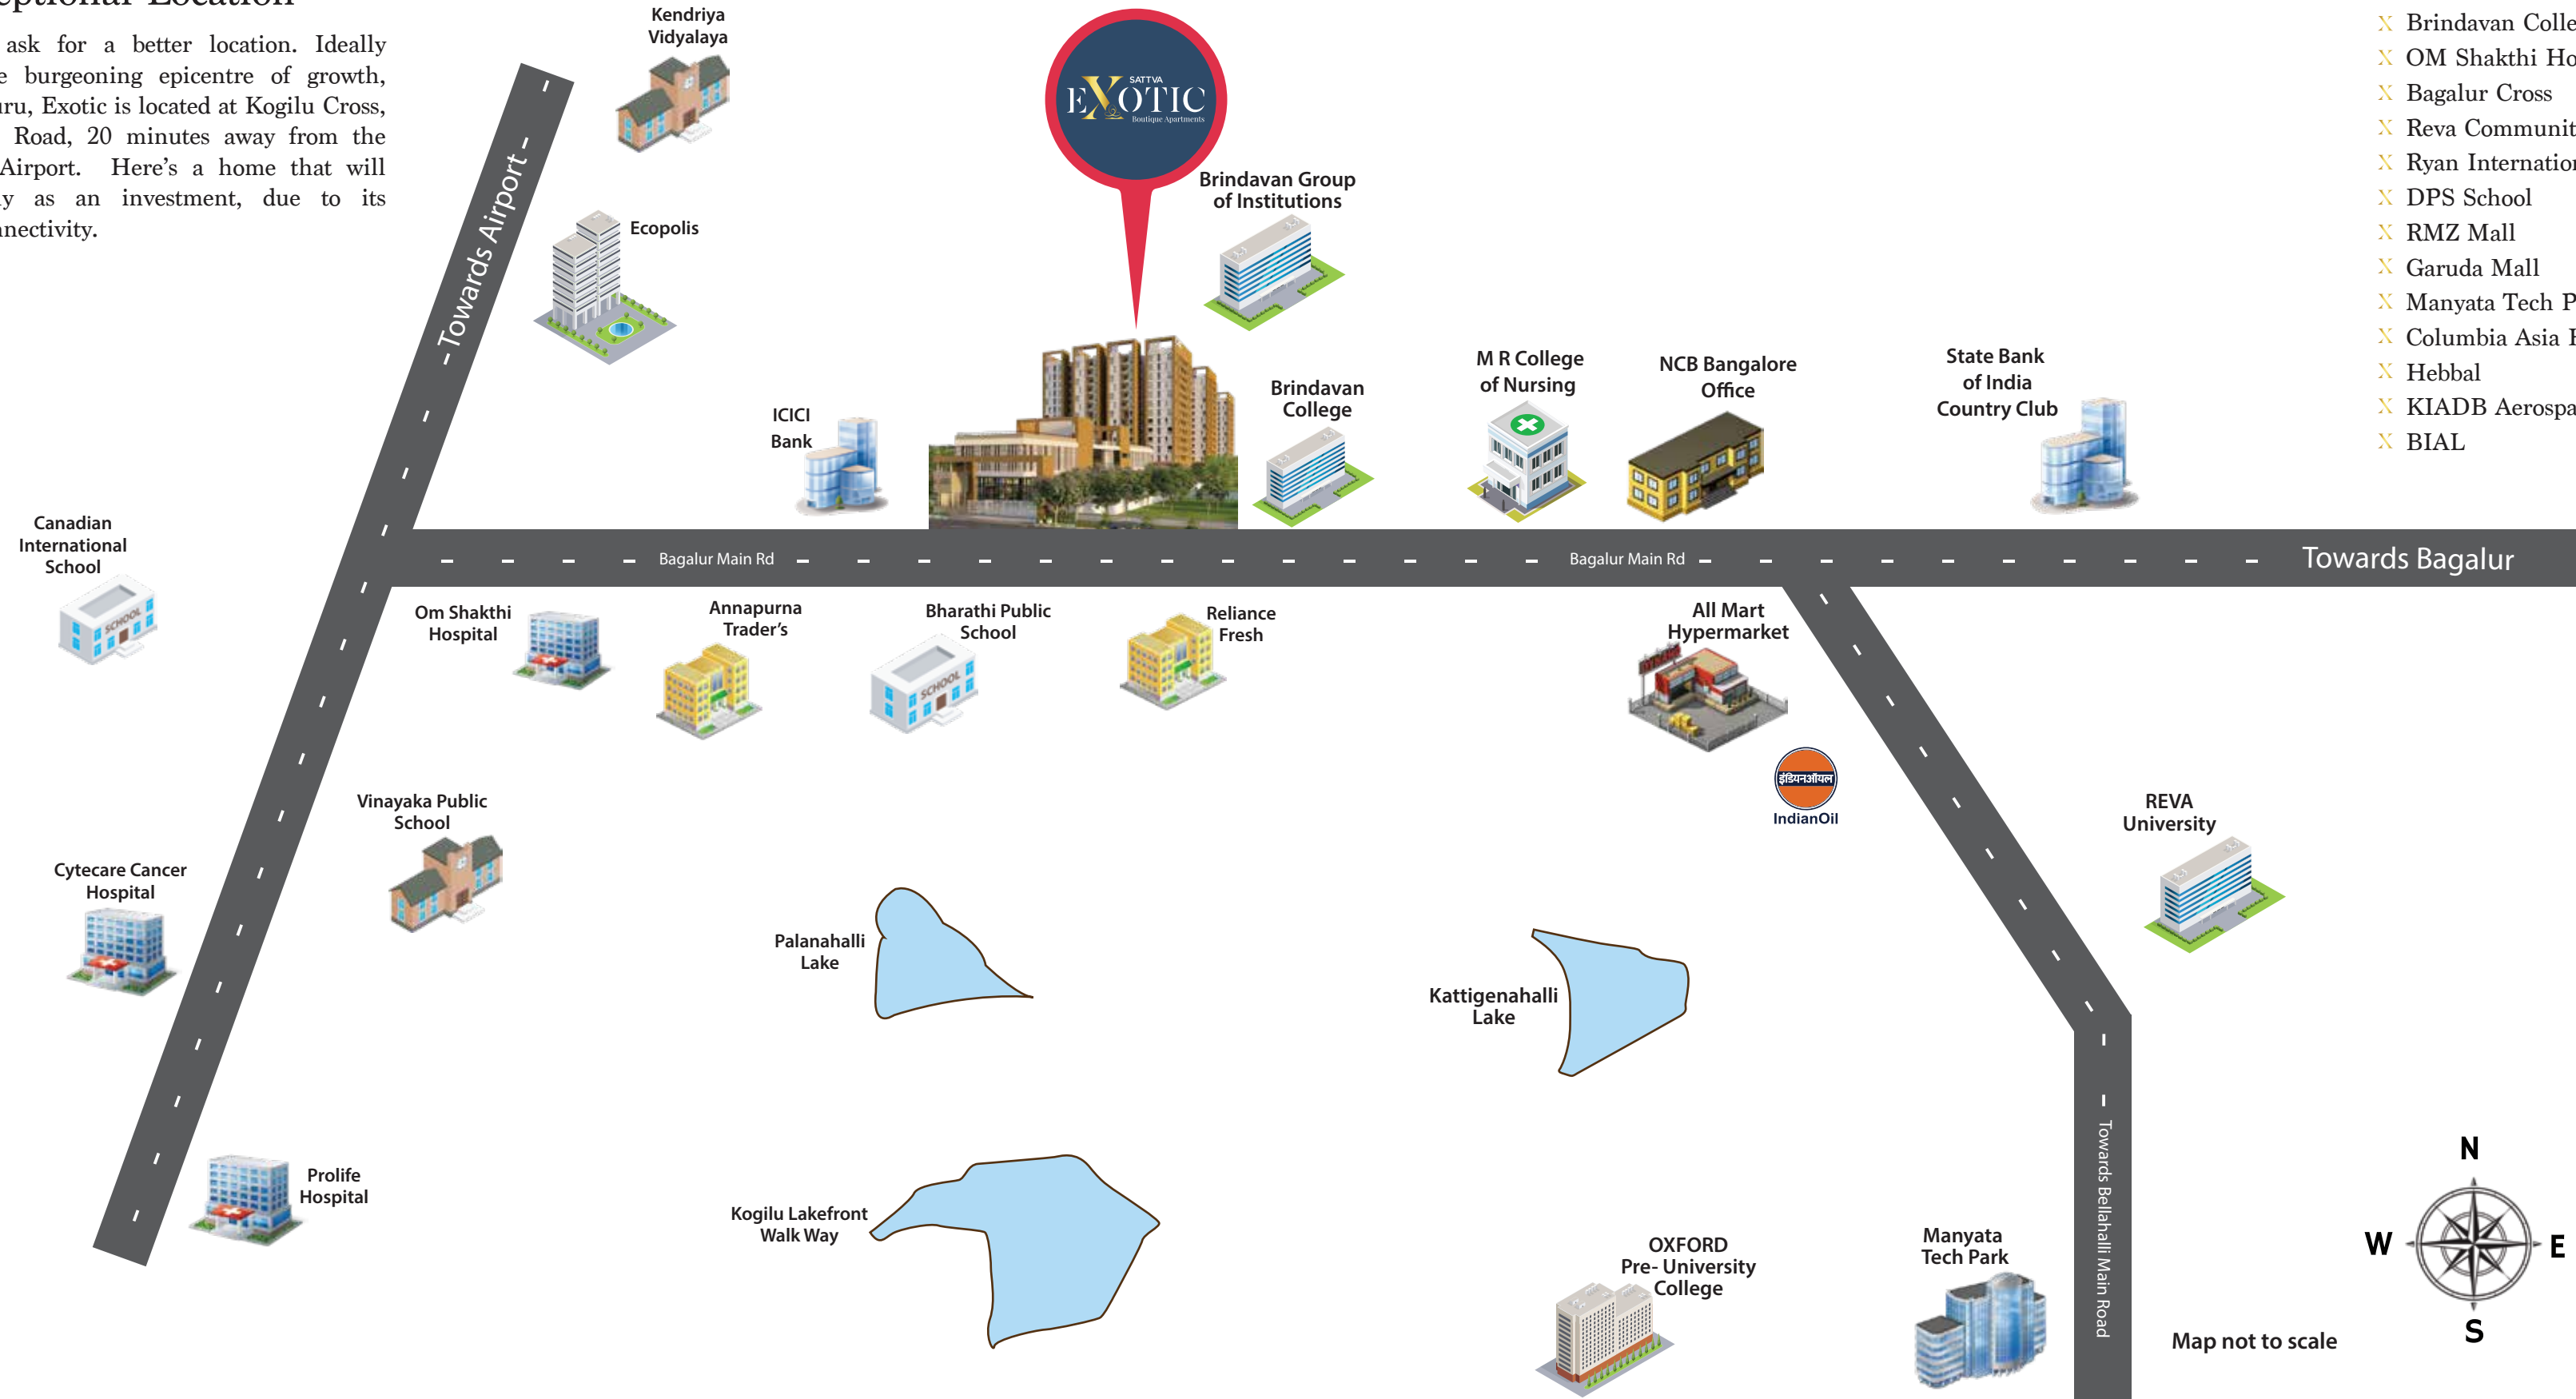 Location
ask for a better location. Ideally
burgeoning epicentre of growth,
Exotic is located at Kogilu Cross,
Road, 20 minutes away from the
Airport. Here's a home that will
as an investment, due to its
Kendriya
Vidyalaya
SATTVA
EXOTIC
Boutique Apartments
Brindavan Group
of Institutions
- Towards Airport -
Ecopolis
ICICI
Bank
Brindavan
College
M R College
of Nursing
NCB Bangalore
Office
State Bank
of India
Country Club
X Brindavan
X OM Shakthi
X Bagalur Cross
X Reva
X Ryan
X DPS School
X RMZ Mall
X Garuda Mall
X Manyata Tech
X Columbia Asia
X Hebbal
X KIADB
X BIAL
Canadian
International
School
SCHOOL
Bagalur Main Rd
Bagalur Main Rd
Towards Bagalur
Om Shakthi
Hospital
Annapurna
Trader's
Bharathi Public
School
SCHOOL
Reliance
Fresh
All Mart
Hypermarket
इंडियनऑयल
IndianOil
Vinayaka Public
School
REVA
University
Cytecare Cancer
Hospital
Palanahalli
Lake
Kattigenahalli
Lake
Prolife
Hospital
Kogilu Lakefront
Walk Way
OXFORD
Pre- University
College
Manyata
Tech Park
Towards Bellahalli Main Road
N
W
E
S
Map not to scale